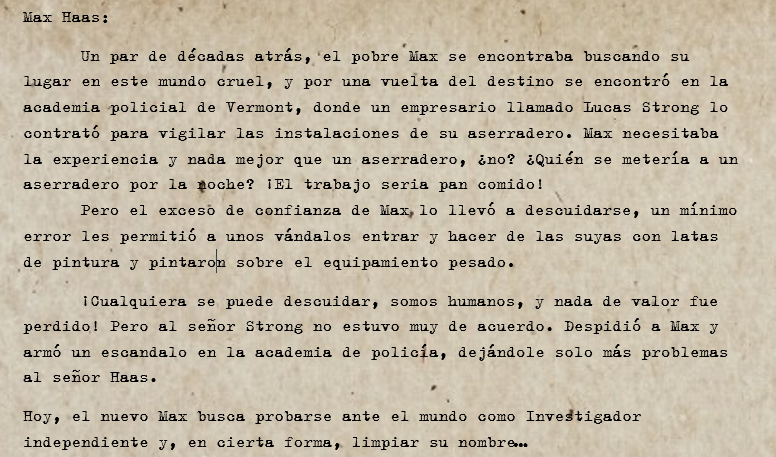 Max Haas:
Un par de décadas atrás, el pobre Max se encontraba buscando su
lugar en este mundo cruel, y por una vuelta del destino se encontró en la
academia policial de Vermont, donde un empresario llamado Lucas Strong lo
contrató para vigilar las instalaciones de su aserradero. Max necesitaba
la experiencia y nada mejor que un aserradero, ¿no? ¿Quién se metería a un
aserradero por la noche? ¡El trabajo seria pan comido!
Pero el exceso de confianza de Max lo llevó a descuidarse, un mínimo
error les permitió a unos vándalos entrar y hacer de las suyas con latas
de pintura y pintaron sobre el equipamiento pesado.
¡Cualquiera se puede descuidar, somos humanos, y nada de valor fue
perdido! Pero al señor Strong no estuvo muy de acuerdo. Despidió a Max y
armó un escandalo en la academia de policía, dejándole solo más problemas
al señor Haas.
Hoy, el nuevo Max busca probarse ante el mundo como Investigador
independiente y, en cierta forma, limpiar su nombre…